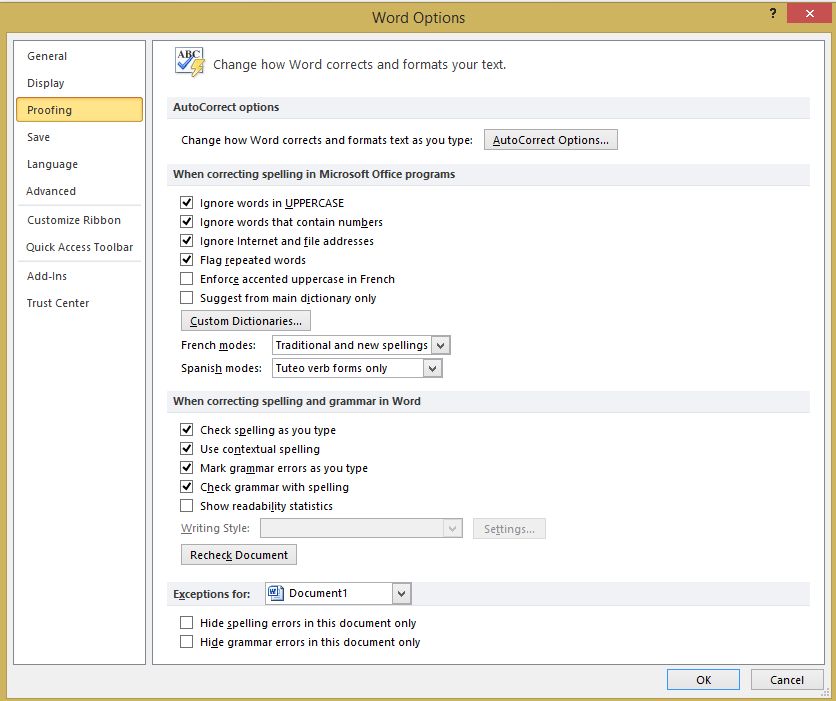 Word Options
?
General
Display
Proofing
Save
Language
Advanced
Customize Ribbon
Quick Access Toolbar
Add-Ins
Trust Center
ABC
Change how Word corrects and formats your text.
AutoCorrect options
Change how Word corrects and formats text as you type: AutoCorrect Options...
When correcting spelling in Microsoft Office programs
Ignore words in UPPERCASE
Ignore words that contain numbers
Ignore Internet and file addresses
Flag repeated words
Enforce accented uppercase in French
Suggest from main dictionary only
Custom Dictionaries...
French modes: Traditional and new spellings
Spanish modes: Tuteo verb forms only
When correcting spelling and grammar in Word
Check spelling as you type
Use contextual spelling
Mark grammar errors as you type
Check grammar with spelling
Show readability statistics
Writing Style: Settings...
Recheck Document
Exceptions for: Document1
Hide spelling errors in this document only
Hide grammar errors in this document only
OK Cancel